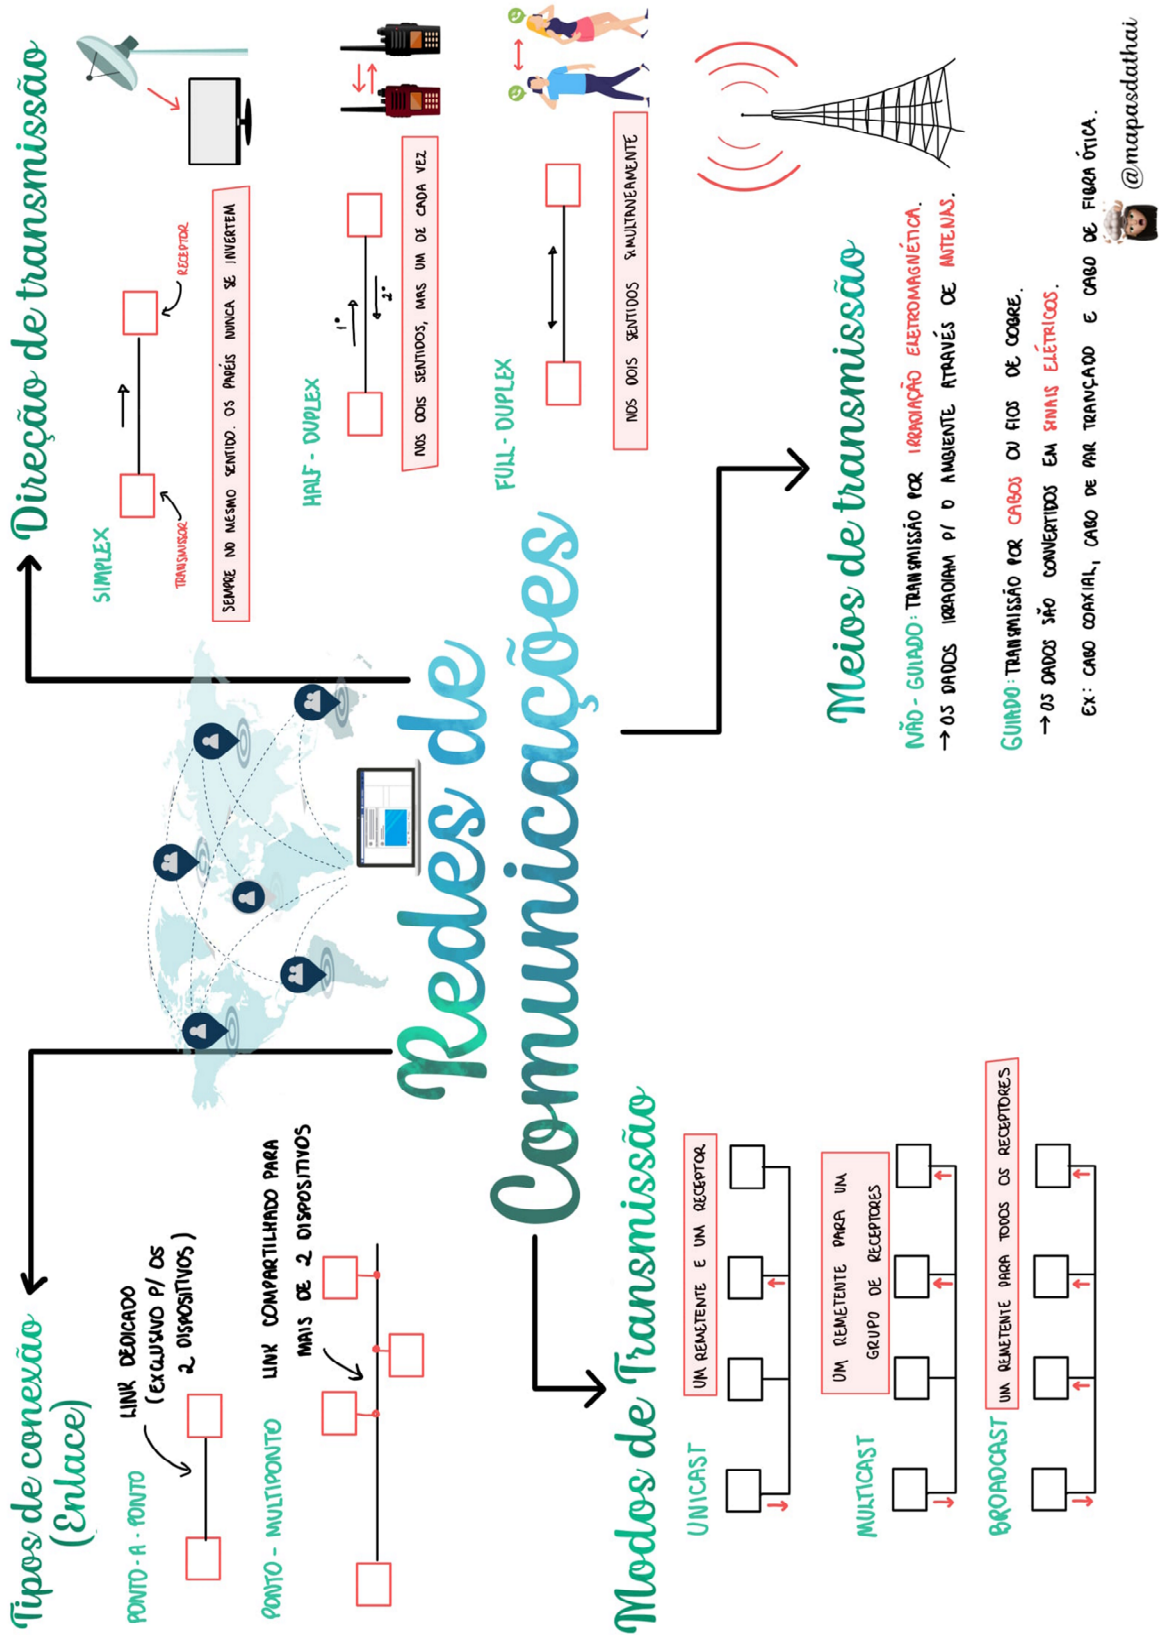 Redes de
Comunicações
Tipos de conexão
(Enlace)
PONTO - A - PONTO
LINK DEDICADO
(EXCLUSIVO P/ OS
2 DISPOSITIVOS)
PONTO - MULTIPONTO
LINK COMPARTILHADO PARA
MAIS DE 2 DISPOSITIVOS
Direção de transmissão
SIMPLEX
TRANSMISSOR
RECEPTOR
SEMPRE NO MESMO SENTIDO. OS PAPÉIS NUNCA SE INVERTEM
HALF - DUPLEX
1º
2º
NOS DOIS SENTIDOS, MAS UM DE CADA VEZ
FULL - DUPLEX
NOS DOIS SENTIDOS SIMULTANEAMENTE
Modos de Transmissão
UNICAST
UM REMETENTE E UM RECEPTOR
MULTICAST
UM REMETENTE PARA UM
GRUPO DE RECEPTORES
BROADCAST
UM REMETENTE PARA TODOS OS RECEPTORES
Meios de transmissão
NÃO - GUIADO: TRANSMISSÃO POR IRRADIAÇÃO ELETROMAGNÉTICA.
→ OS DADOS IRRADIAM P/ O AMBIENTE ATRAVÉS DE ANTENAS.
GUIADO: TRANSMISSÃO POR CABOS OU FIOS DE COBRE.
→ OS DADOS SÃO CONVERTIDOS EM SINAIS ELÉTRICOS.
EX: CABO COAXIAL, CABO DE PAR TRANÇADO E CABO DE FIBRA ÓTICA.
@mapasdathai